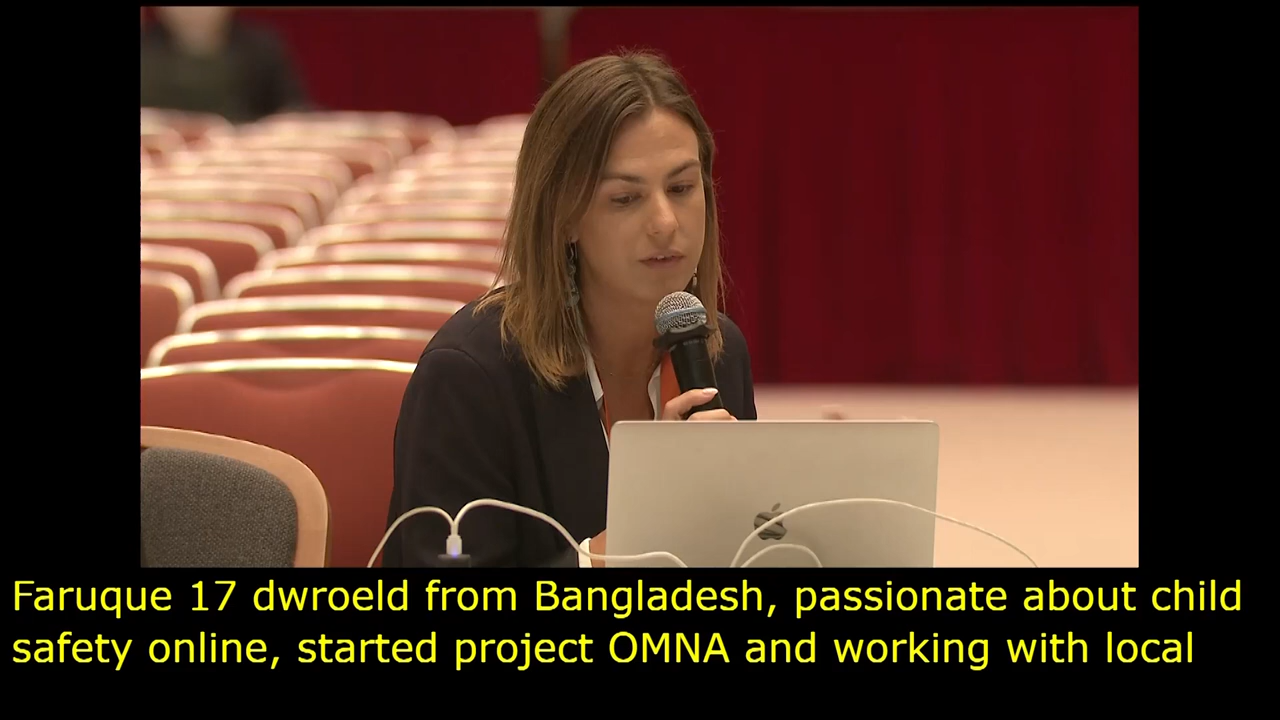 Faruque 17 dwroeld from Bangladesh, passionate about child
safety online, started project OMNA and working with local